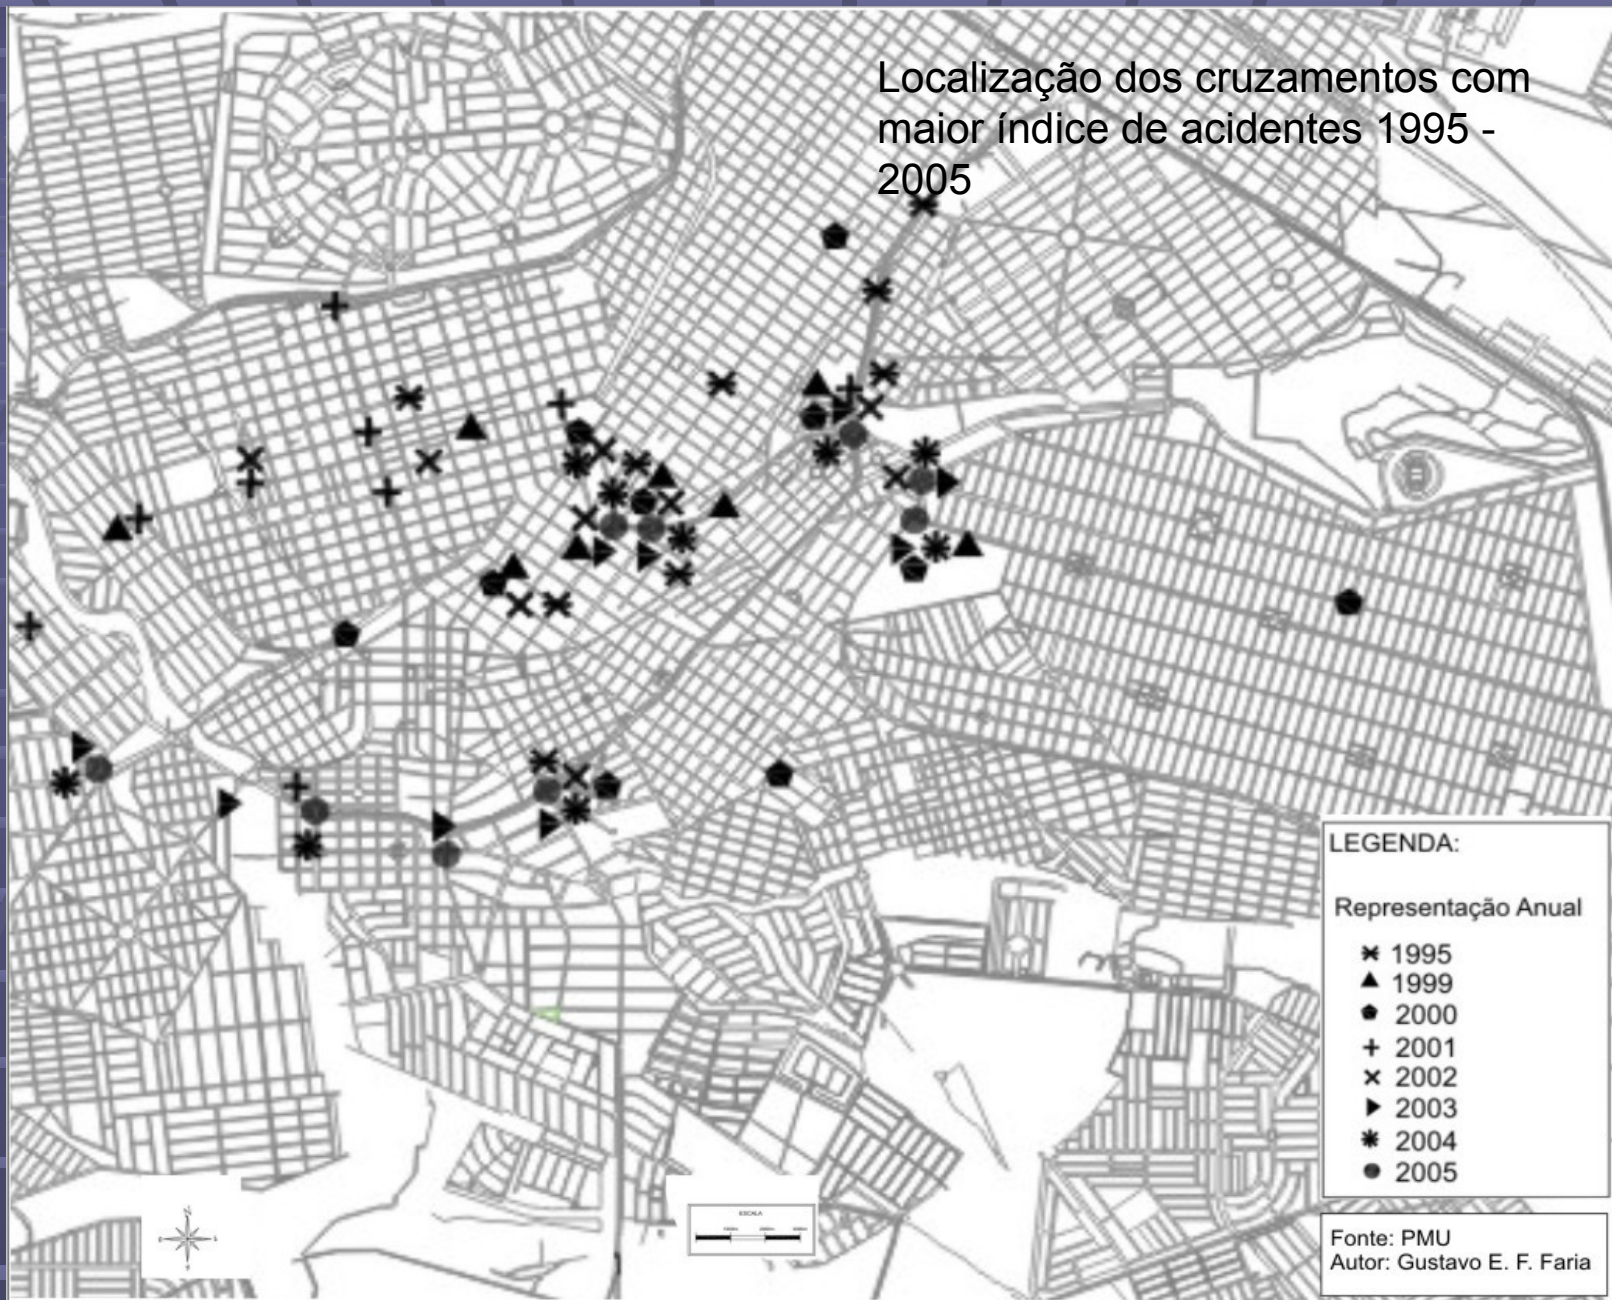 Localização dos cruzamentos com
maior índice de acidentes 1995 -
2005
LEGENDA:
Representação Anual
1995
1999
2000
2001
2002
2003
2004
2005
ESCALA
Fonte: PMU
Autor: Gustavo E. F. Faria